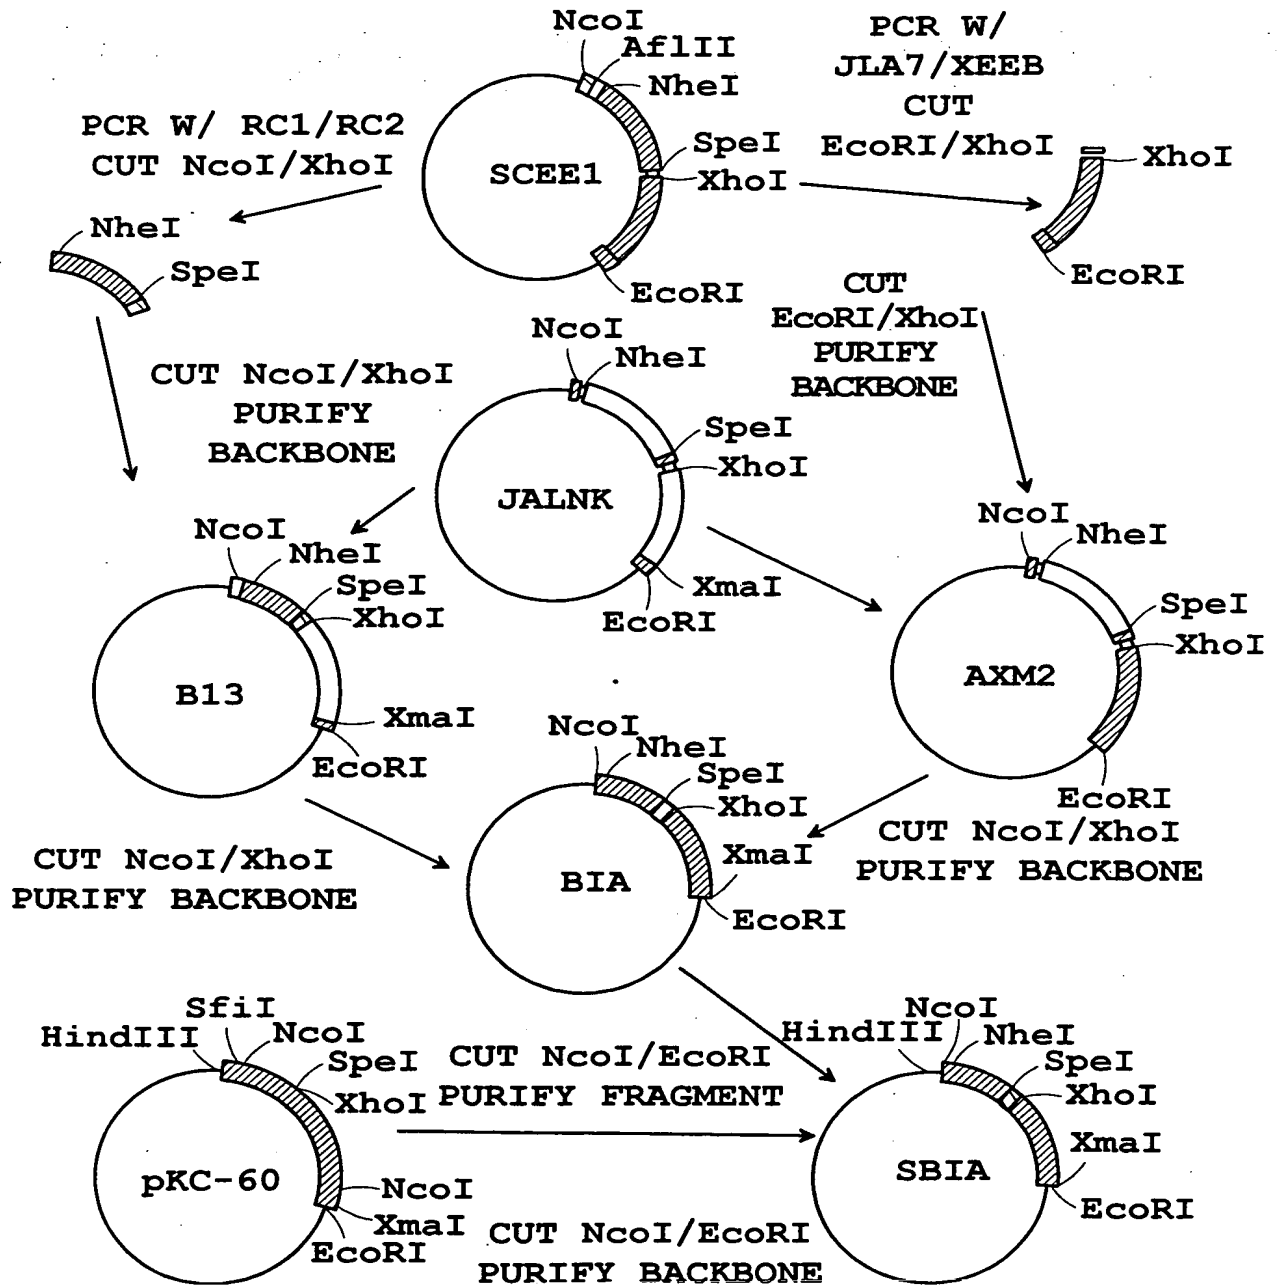 NcoI
AflII
NheI
SpeI
XhoI
EcoRI
SCEE1
PCR W/ RC1/RC2
CUT NcoI/XhoI
PCR W/
JLA7/XEEB
CUT
EcoRI/XhoI
XhoI
EcoRI
NheI
SpeI
CUT NcoI/XhoI
PURIFY
BACKBONE
CUT
EcoRI/XhoI
PURIFY
BACKBONE
NcoI
NheI
SpeI
XhoI
XmaI
EcoRI
JALNK
NcoI
NheI
SpeI
XhoI
XmaI
EcoRI
B13
NcoI
NheI
SpeI
XhoI
EcoRI
AXM2
CUT NcoI/XhoI
PURIFY BACKBONE
CUT NcoI/XhoI
PURIFY BACKBONE
NcoI
NheI
SpeI
XhoI
XmaI
EcoRI
BIA
HindIII
SfiI
NcoI
SpeI
XhoI
NcoI
XmaI
EcoRI
pKC-60
CUT NcoI/EcoRI
PURIFY FRAGMENT
CUT NcoI/EcoRI
PURIFY BACKBONE
HindIII
NcoI
NheI
SpeI
XhoI
XmaI
EcoRI
SBIA